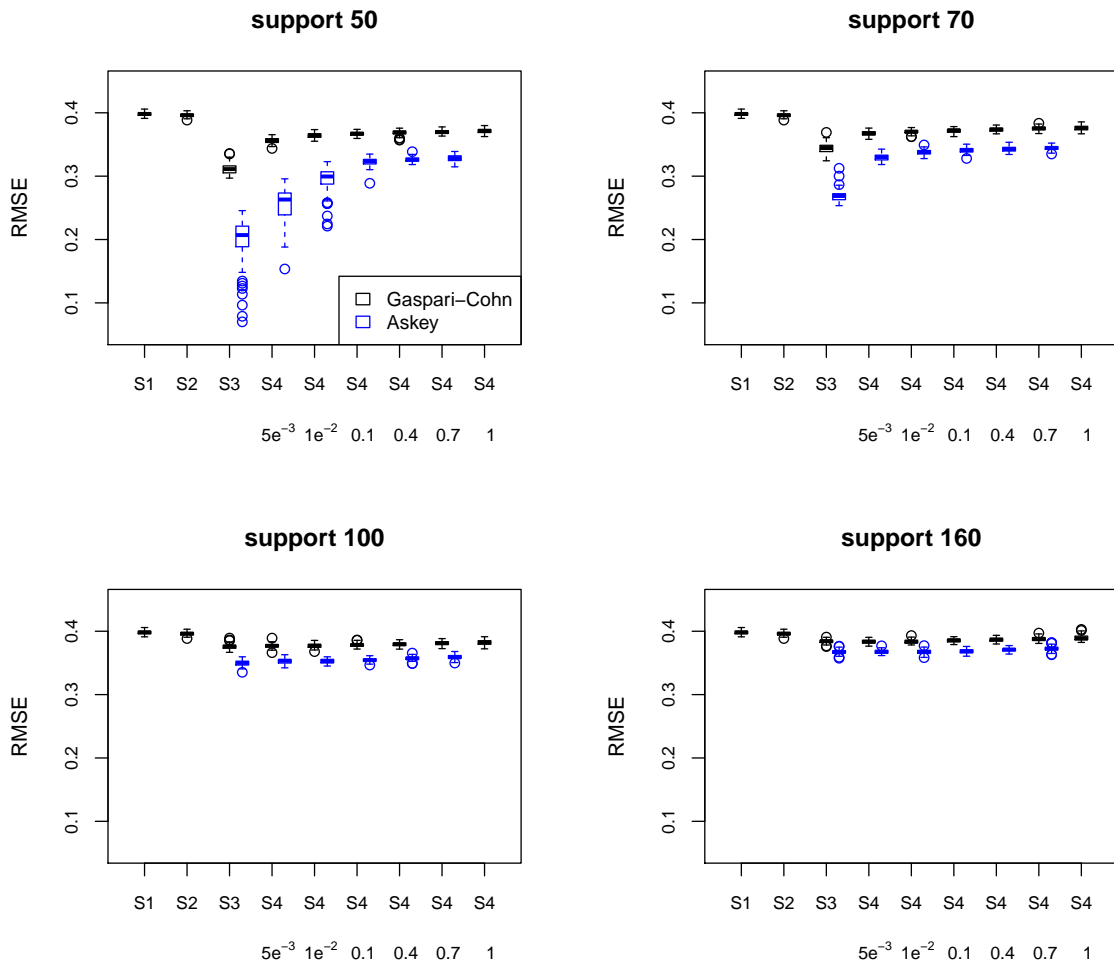 support 50
RMSE
0.4
0.3
0.2
0.1
Gaspari−Cohn
Askey
S1 S2 S3 S4 S4 S4 S4 S4 S4
5e−3 1e−2 0.1 0.4 0.7 1
support 70
RMSE
0.4
0.3
0.2
0.1
S1 S2 S3 S4 S4 S4 S4 S4 S4
5e−3 1e−2 0.1 0.4 0.7 1
support 100
RMSE
0.4
0.3
0.2
0.1
S1 S2 S3 S4 S4 S4 S4 S4 S4
5e−3 1e−2 0.1 0.4 0.7 1
support 160
RMSE
0.4
0.3
0.2
0.1
S1 S2 S3 S4 S4 S4 S4 S4 S4
5e−3 1e−2 0.1 0.4 0.7 1